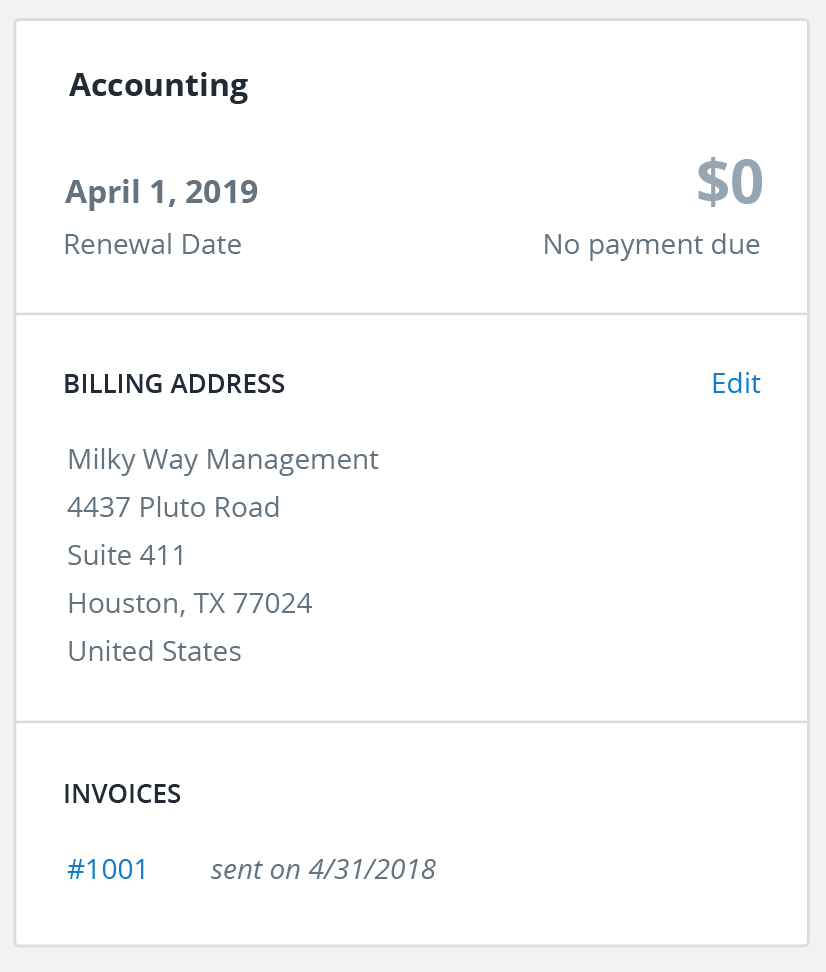 Accounting
April 1, 2019
$0
Renewal Date
No payment due
BILLING ADDRESS
Edit
Milky Way Management
4437 Pluto Road
Suite 411
Houston, TX 77024
United States
INVOICES
#1001 sent on 4/31/2018